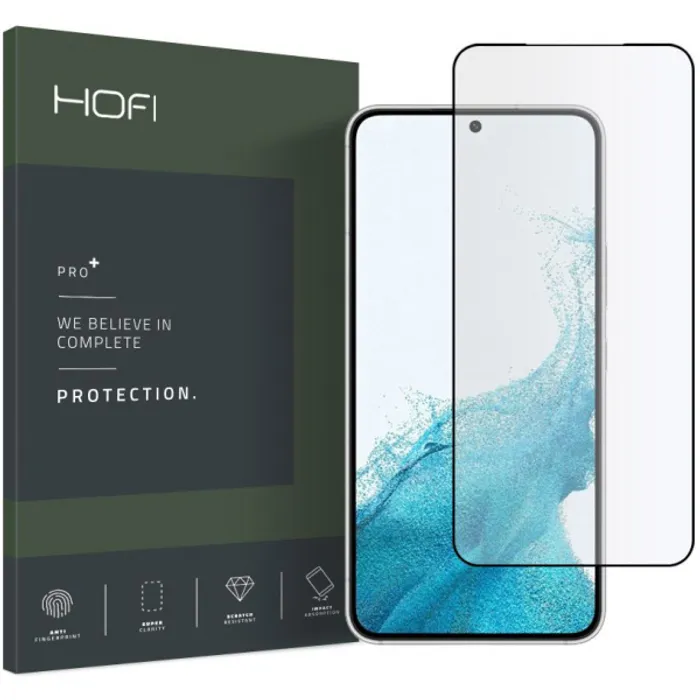 HOFI
PRO+
WE BELIEVE IN
COMPLETE
PROTECTION.
ANTI
FINGERPRINT
SUPER
CLARITY
SCRATCH
RESISTANT
IMPACT
ABSORPTION